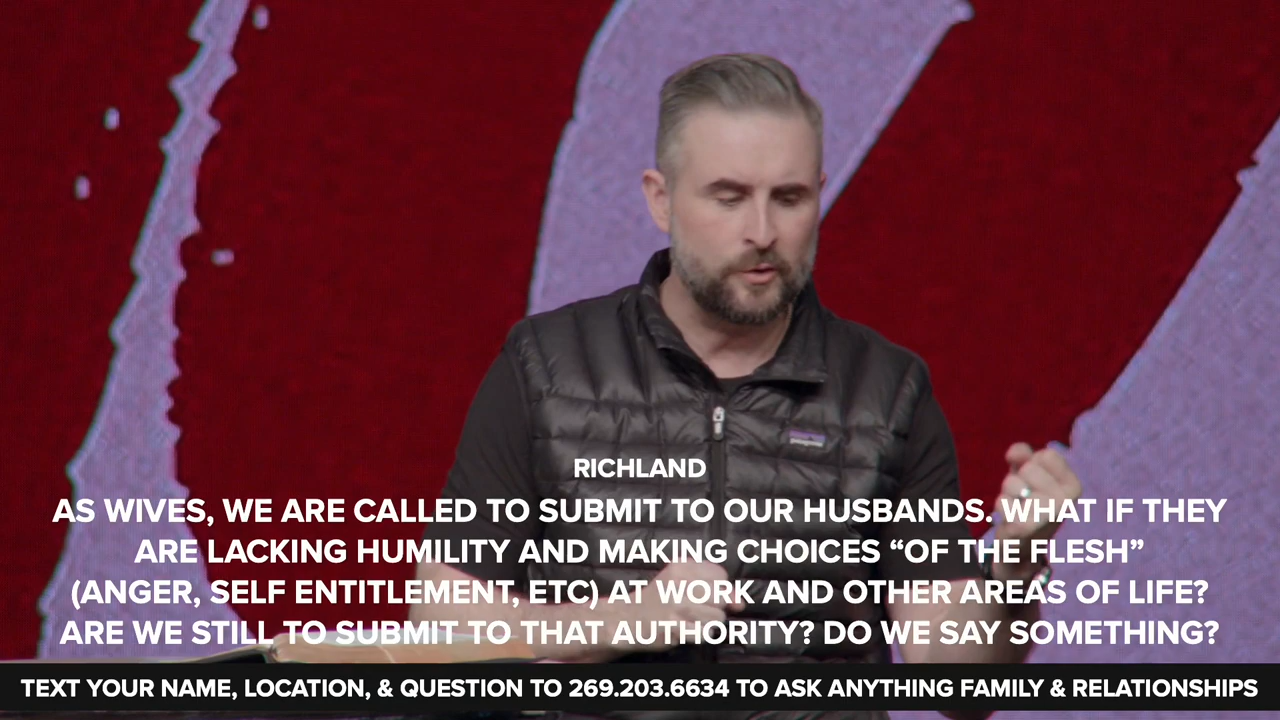 RICHLAND
AS WIVES, WE ARE CALLED TO SUBMIT TO OUR HUSBANDS. WHAT IF THEY
ARE LACKING HUMILITY AND MAKING CHOICES “OF THE FLESH”
(ANGER, SELF ENTITLEMENT, ETC) AT WORK AND OTHER AREAS OF LIFE?
ARE WE STILL TO SUBMIT TO THAT AUTHORITY? DO WE SAY SOMETHING?
TEXT YOUR NAME, LOCATION, & QUESTION TO 269.203.6634 TO ASK ANYTHING FAMILY & RELATIONSHIPS